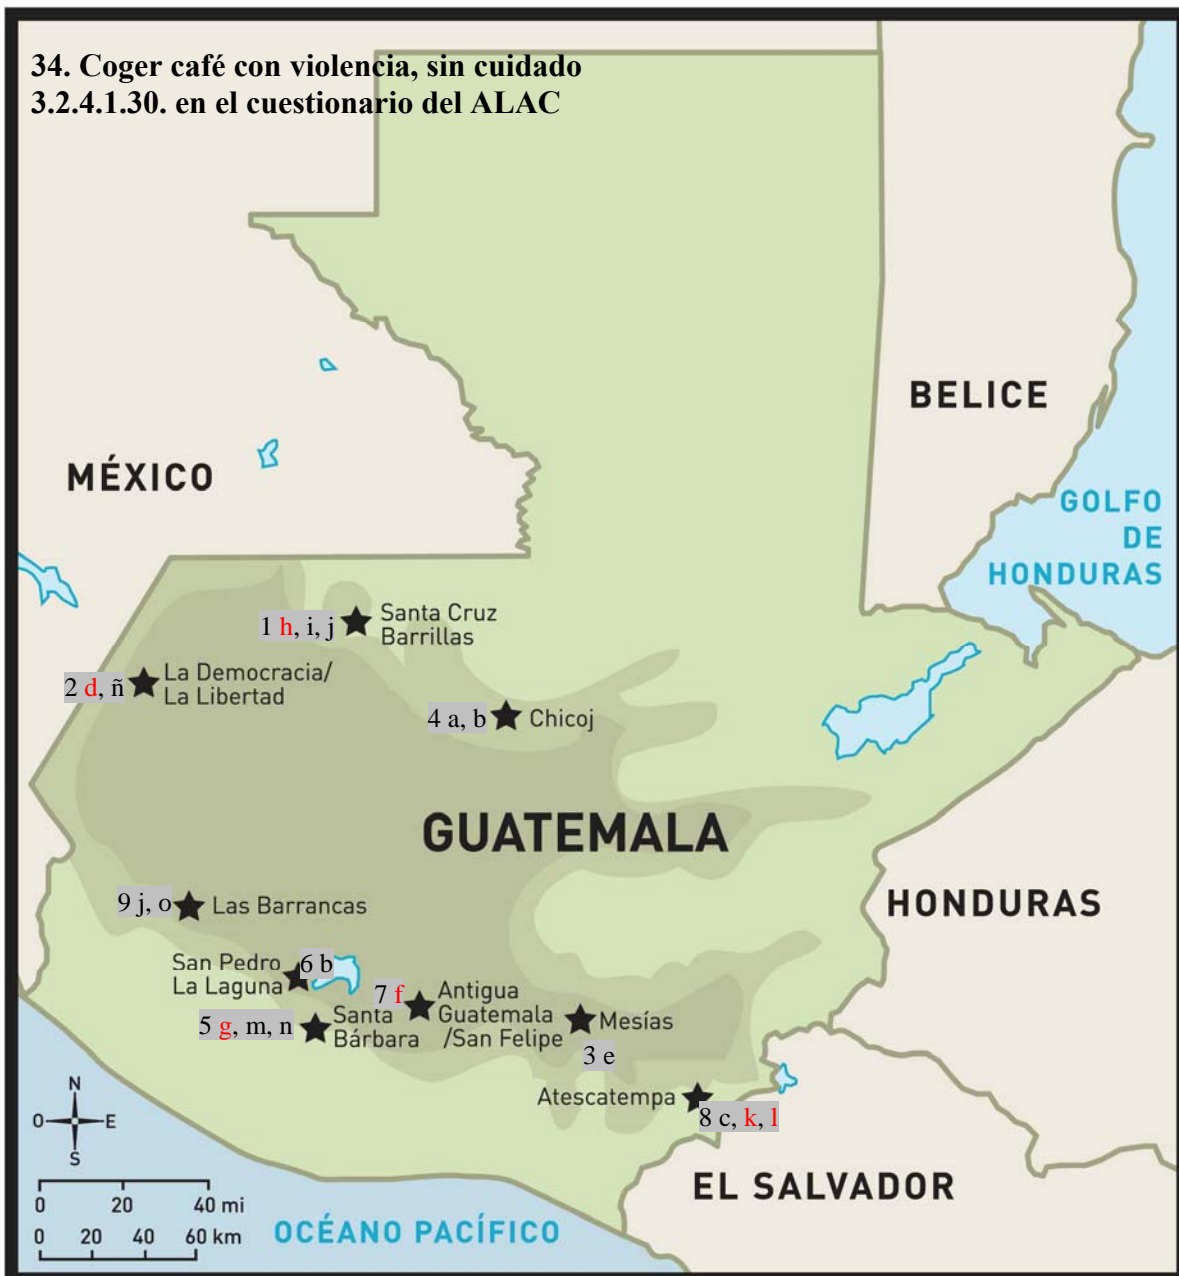 34. Coger café con violencia, sin cuidado
3.2.4.1.30. en el cuestionario del ALAC
BELICE
MÉXICO
GOLFO
DE
HONDURAS
1 h, i, j
Santa Cruz
Barrillas
2 d, ñ
La Democracia/
La Libertad
4 a, b
Chicoj
GUATEMALA
HONDURAS
9 j, o
Las Barrancas
San Pedro
La Laguna
6 b
7 f
Antigua
Guatemala
/San Felipe
5 g, m, n
Santa
Bárbara
Mesías
3 e
Atescatempa
8 c, k, l
N
O
E
S
EL SALVADOR
0 20 40 mi
0 20 40 60 km
OCÉANO PACÍFICO